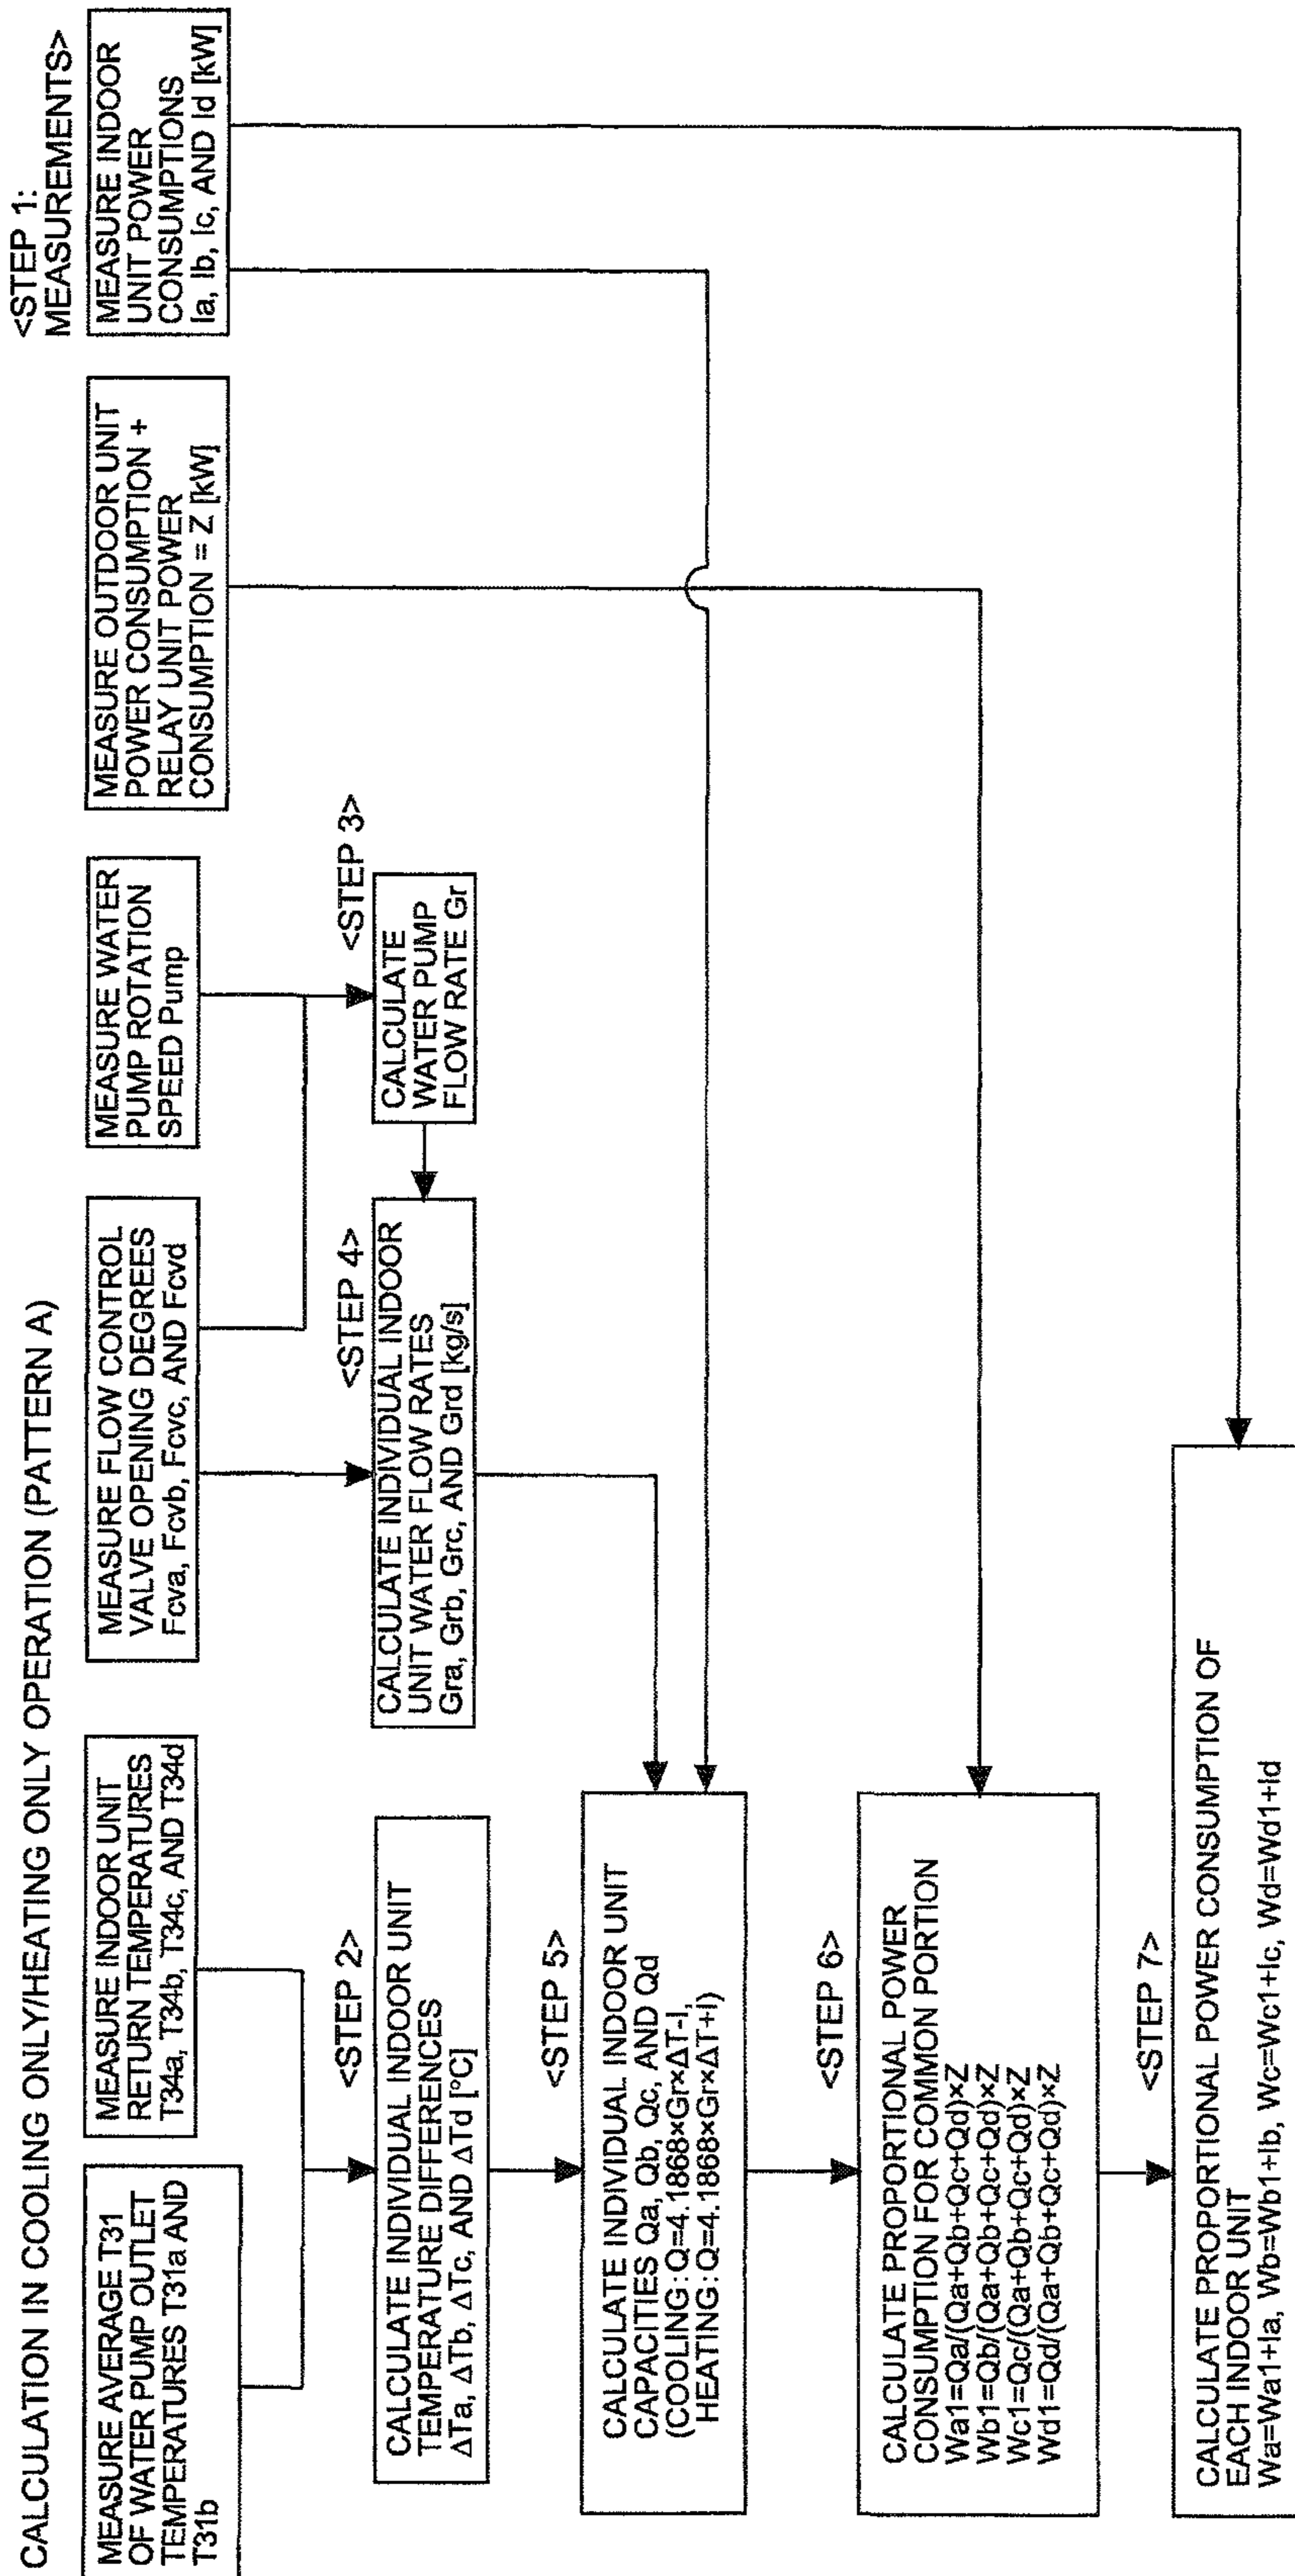 CALCULATION IN COOLING ONLY/HEATING ONLY OPERATION (PATTERN A)
<STEP 1:
MEASUREMENTS>
MEASURE AVERAGE T31
OF WATER PUMP OUTLET
TEMPERATURES T31a AND
T31b
MEASURE INDOOR UNIT
RETURN TEMPERATURES
T34a, T34b, T34c, AND T34d
MEASURE FLOW CONTROL
VALVE OPENING DEGREES
Fcva, Fcvb, Fcvc, AND Fcvd
MEASURE WATER
PUMP ROTATION
SPEED Pump
MEASURE OUTDOOR UNIT
POWER CONSUMPTION +
RELAY UNIT POWER
CONSUMPTION = Z [kW]
MEASURE INDOOR
UNIT POWER
CONSUMPTIONS
Ia, Ib, Ic, AND Id [kW]
<STEP 2>
CALCULATE INDIVIDUAL INDOOR UNIT
TEMPERATURE DIFFERENCES
ΔTa, ΔTb, ΔTc, AND ΔTd [°C]
<STEP 4>
CALCULATE INDIVIDUAL INDOOR
UNIT WATER FLOW RATES
Gra, Grb, Grc, AND Grd [kg/s]
<STEP 3>
CALCULATE
WATER PUMP
FLOW RATE Gr
<STEP 5>
CALCULATE INDIVIDUAL INDOOR UNIT
CAPACITIES Qa, Qb, Qc, AND Qd
(COOLING : Q=4.1868×Gr×ΔT-I,
HEATING : Q=4.1868×Gr×ΔT+I)
<STEP 6>
CALCULATE PROPORTIONAL POWER
CONSUMPTION FOR COMMON PORTION
Wa1=Qa/(Qa+Qb+Qc+Qd)×Z
Wb1=Qb/(Qa+Qb+Qc+Qd)×Z
Wc1=Qc/(Qa+Qb+Qc+Qd)×Z
Wd1=Qd/(Qa+Qb+Qc+Qd)×Z
<STEP 7>
CALCULATE PROPORTIONAL POWER CONSUMPTION OF
EACH INDOOR UNIT
Wa=Wa1+Ia, Wb=Wb1+Ib, Wc=Wc1+Ic, Wd=Wd1+Id